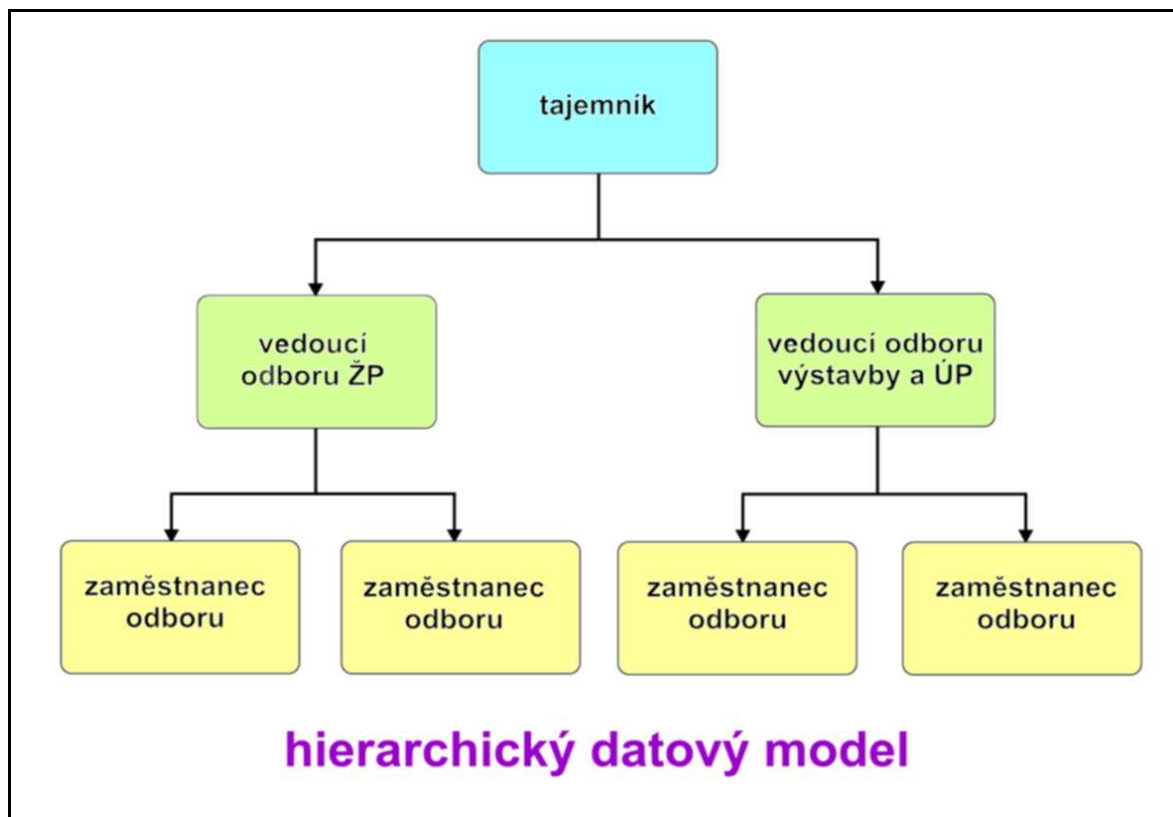 tajemník
vedoucí
odboru ŽP
vedoucí odboru
výstavby a ÚP
zaměstnanec
odboru
zaměstnanec
odboru
zaměstnanec
odboru
zaměstnanec
odboru
hierarchický datový model